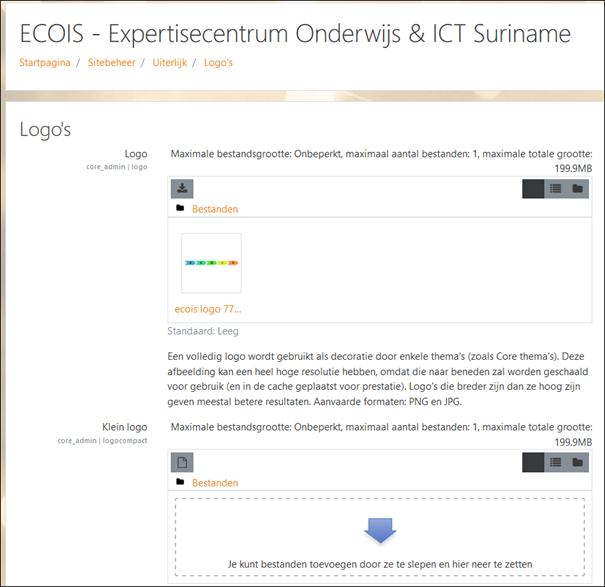 ECOIS - Expertisecentrum Onderwijs & ICT Suriname
Startpagina / Sitebeheer / Uiterlijk / Logo's
Logo's
Logo
core_admin | logo
Maximale bestandsgrootte: Onbeperkt, maximaal aantal bestanden: 1, maximale totale grootte:
199.9MB
Bestanden
ecois logo 77...
Standaard: Leeg
Een volledig logo wordt gebruikt als decoratie door enkele thema's (zoals Core thema's). Deze
afbeelding kan een heel hoge resolutie hebben, omdat die naar beneden zal worden geschaald
voor gebruik (en in de cache geplaatst voor prestatie). Logo's die breder zijn dan ze hoog zijn
geven meestal betere resultaten. Aanvaarde formaten: PNG en JPG.
Klein logo
core_admin | logocompact
Maximale bestandsgrootte: Onbeperkt, maximaal aantal bestanden: 1, maximale totale grootte:
199.9MB
Bestanden
Je kunt bestanden toevoegen door ze te slepen en hier neer te zetten